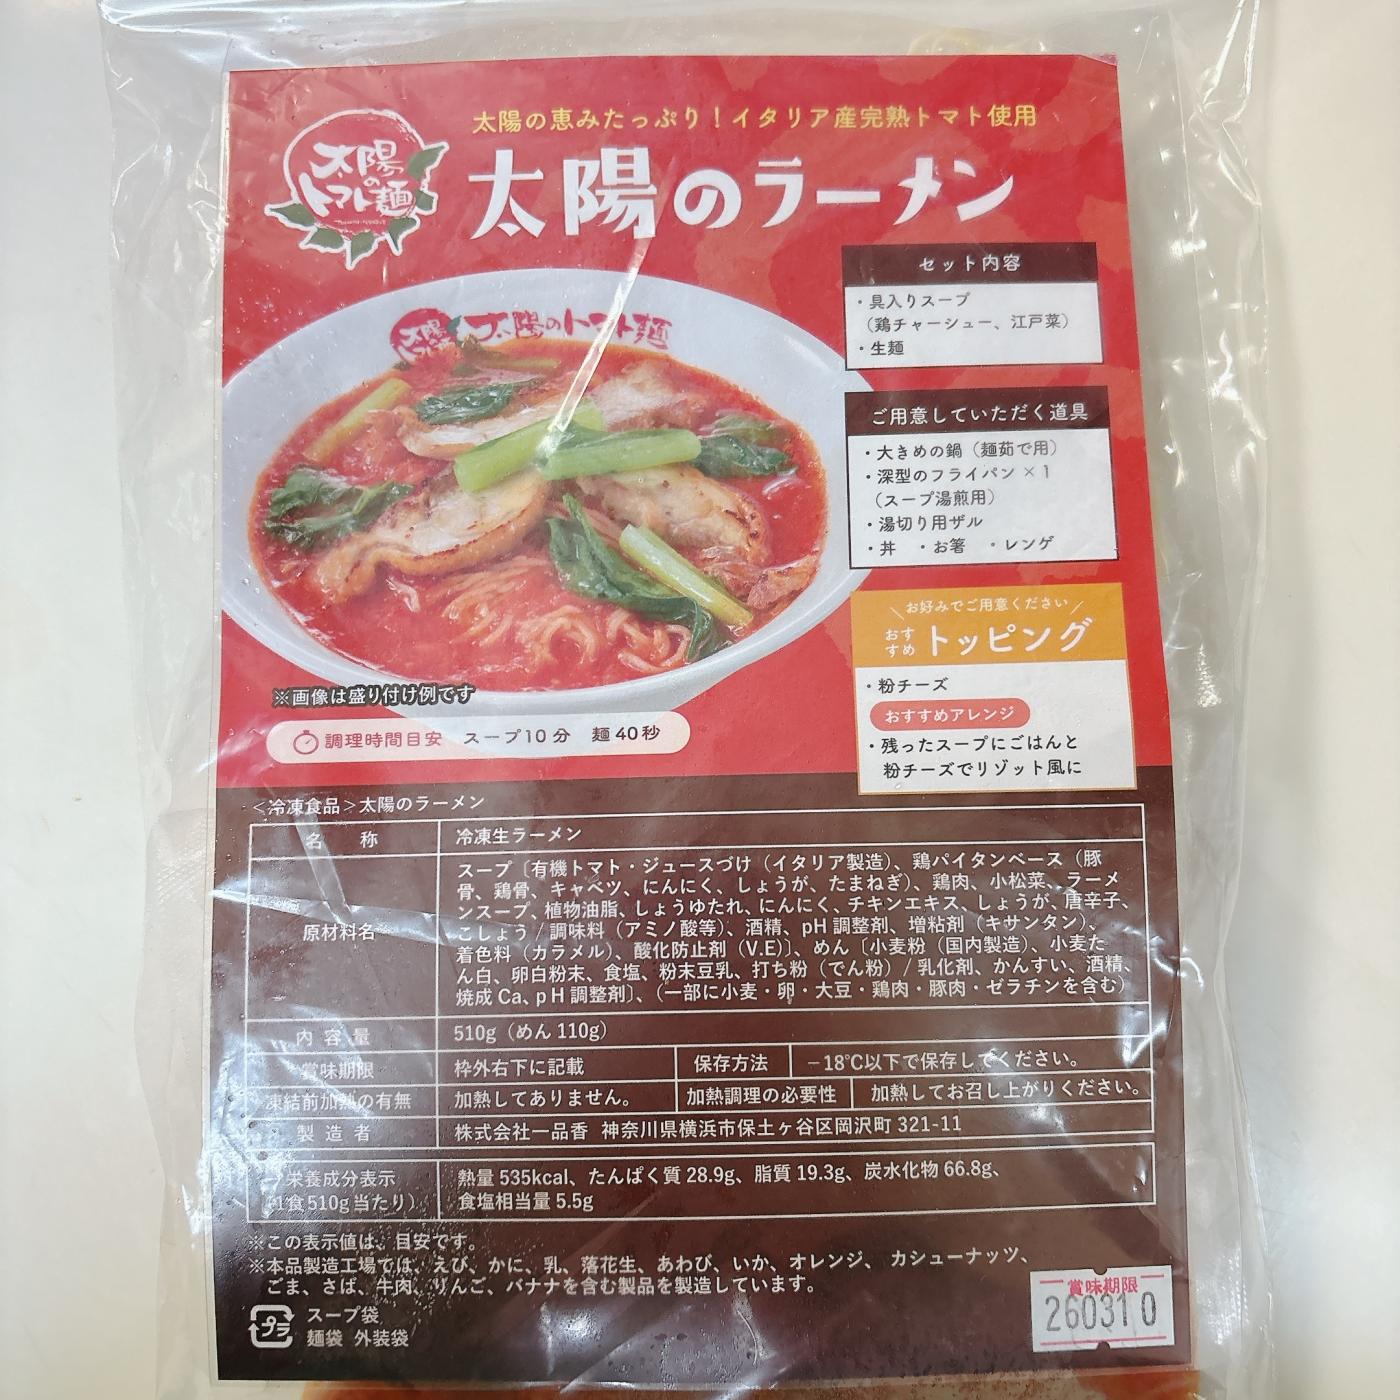 太陽の恵みたっぷり！イタリア産完熟トマト使用
太陽のトマト麺
太陽のラーメン
太陽のトマト麺
セット内容
・具入りスープ
（鶏チャーシュー、江戸菜）
・生麺
ご用意していただく道具
・大きめの鍋（麺茹で用）
・深型のフライパン×1
（スープ湯煎用）
・湯切り用ザル
・丼 ・お箸 ・レンゲ
お好みでご用意ください
おすすめ トッピング
・粉チーズ
おすすめアレンジ
・残ったスープにごはんと
粉チーズでリゾット風に
※画像は盛り付け例です
調理時間目安 スープ10分 麺40秒
＜冷凍食品＞太陽のラーメン
名称 冷凍生ラーメン
原材料名 スープ〔有機トマト・ジュースづけ（イタリア製造）、鶏パイタンベース（豚
骨、鶏骨、キャベツ、にんにく、しょうが、たまねぎ）、鶏肉、小松菜、ラーメ
ンスープ、植物油脂、しょうゆたれ、にんにく、チキンエキス、しょうが、唐辛子、
こしょう / 調味料（アミノ酸等）、酒精、pH調整剤、増粘剤（キサンタン）、
着色料（カラメル）、酸化防止剤（V.E）〕、めん〔小麦粉（国内製造）、小麦た
ん白、卵白粉末、食塩、粉末豆乳、打ち粉（でん粉）/ 乳化剤、かんすい、酒精、
焼成Ca、pH調整剤〕、（一部に小麦・卵・大豆・鶏肉・豚肉・ゼラチンを含む）
内容量 510g（めん110g）
賞味期限 枠外右下に記載 保存方法 －18℃以下で保存してください。
凍結前加熱の有無 加熱してありません。 加熱調理の必要性 加熱してお召し上がりください。
製造者 株式会社一品香 神奈川県横浜市保土ヶ谷区岡沢町321-11
栄養成分表示 熱量535kcal、たんぱく質28.9g、脂質19.3g、炭水化物66.8g、
（1食510g当たり） 食塩相当量5.5g
※この表示値は、目安です。
※本品製造工場では、えび、かに、乳、落花生、あわび、いか、オレンジ、カシューナッツ、
ごま、さば、牛肉、りんご、バナナを含む製品を製造しています。
プラ スープ袋
麺袋 外装袋
賞味期限
260310